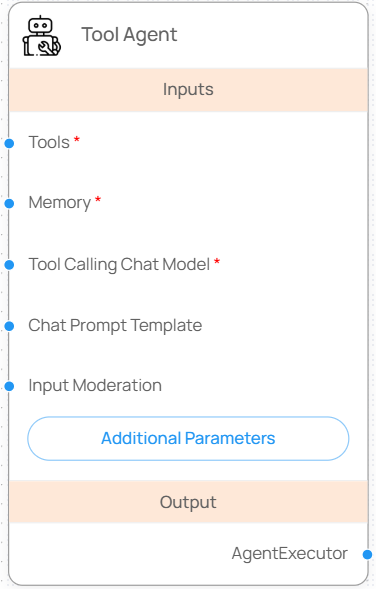 Tool Agent
Inputs
Tools *
Memory *
Tool Calling Chat Model *
Chat Prompt Template
Input Moderation
Additional Parameters
Output
AgentExecutor